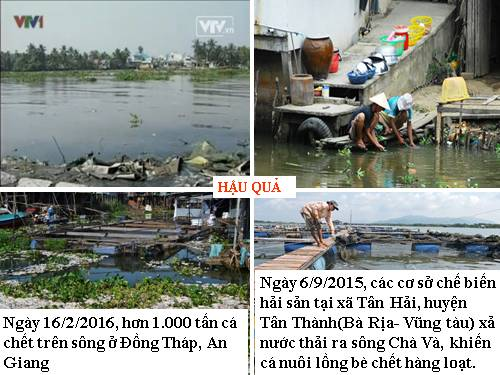 VTV1
VTV
VTV.vn
HẬU QUẢ
Ngày 16/2/2016, hơn 1.000 tấn cá
chết trên sông ở Đồng Tháp, An
Giang
Ngày 6/9/2015, các cơ sở chế biến
hải sản tại xã Tân Hải, huyện
Tân Thành(Bà Rịa- Vũng tàu) xả
nước thải ra sông Chà Và, khiến
cá nuôi lồng bè chết hàng loạt.